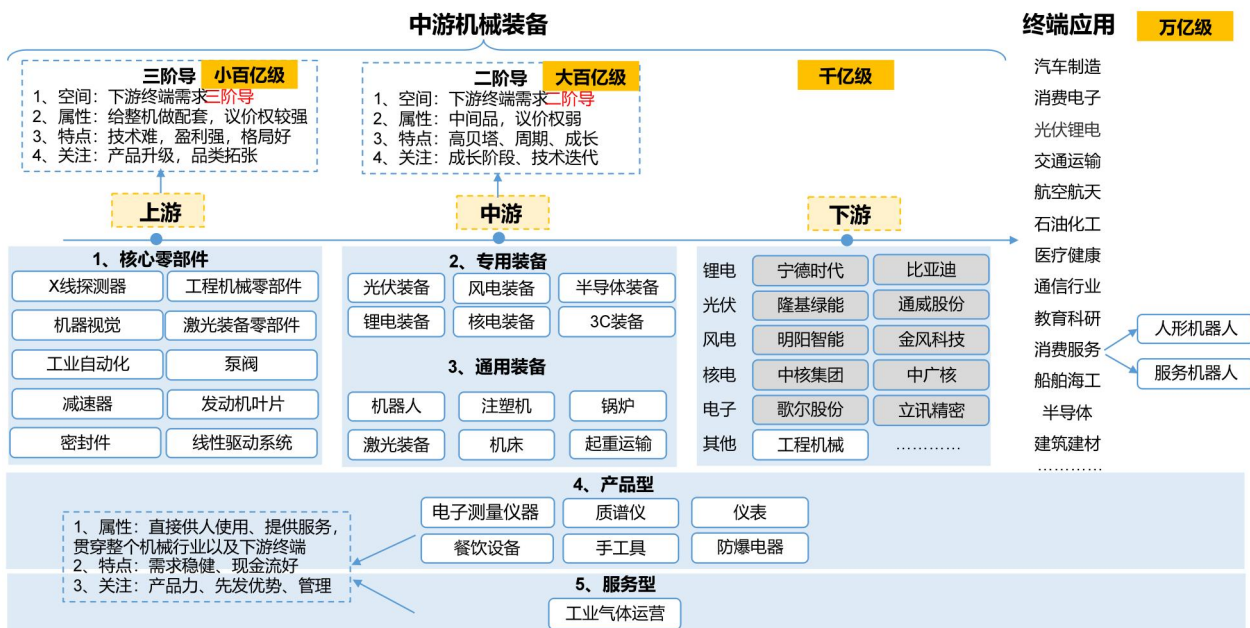 中游机械装备
终端应用
万亿级
三阶导
小百亿级
1、空间：下游终端需求三阶导
2、属性：给整机做配套，议价权较强
3、特点：技术难，盈利强，格局好
4、关注：产品升级，品类拓张
二阶导
大百亿级
1、空间：下游终端需求二阶导
2、属性：中间品，议价权弱
3、特点：高贝塔、周期、成长
4、关注：成长阶段、技术迭代
千亿级
上游
中游
下游
1、核心零部件
X线探测器
工程机械零部件
机器视觉
激光装备零部件
工业自动化
泵阀
减速器
发动机叶片
密封件
线性驱动系统
2、专用装备
光伏装备
风电装备
半导体装备
锂电装备
核电装备
3C装备
3、通用装备
机器人
注塑机
锅炉
激光装备
机床
起重运输
锂电
宁德时代
比亚迪
光伏
隆基绿能
通威股份
风电
明阳智能
金风科技
核电
中核集团
中广核
电子
歌尔股份
立讯精密
其他
工程机械
…………
汽车制造
消费电子
光伏锂电
交通运输
航空航天
石油化工
医疗健康
通信行业
教育科研
消费服务
船舶海工
半导体
建筑建材
…………
人形机器人
服务机器人
4、产品型
电子测量仪器
质谱仪
仪表
餐饮设备
手工具
防爆电器
1、属性：直接供人使用、提供服务，
贯穿整个机械行业以及下游终端
2、特点：需求稳健、现金流好
3、关注：产品力、先发优势、管理
5、服务型
工业气体运营